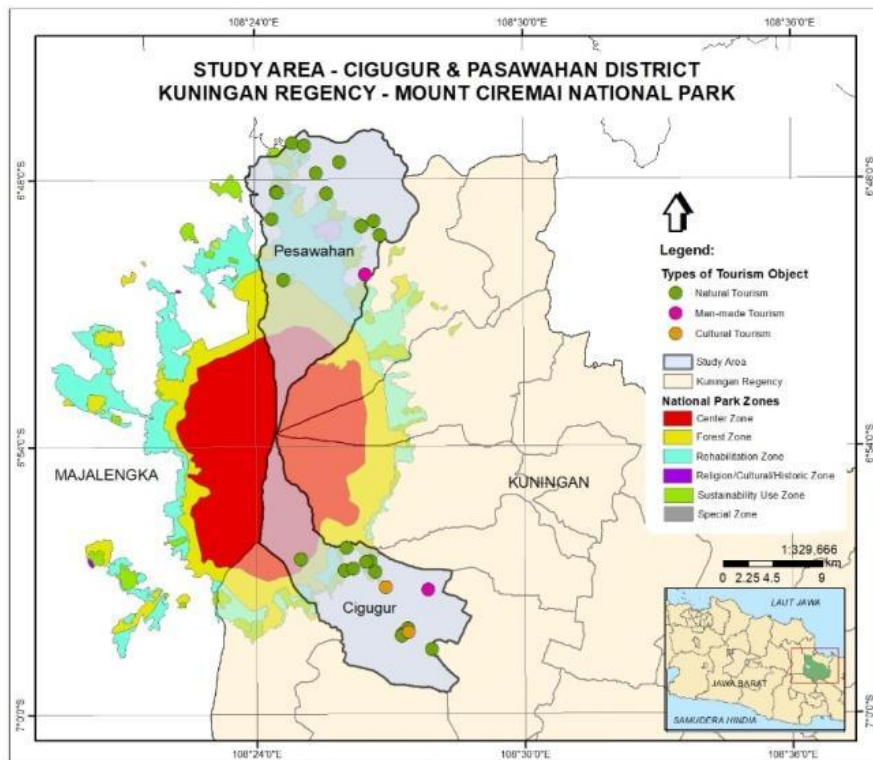 108°24'0"E 108°30'0"E 108°36'0"E
STUDY AREA - CIGUGUR & PASAWAHAN DISTRICT
KUNINGAN REGENCY - MOUNT CIREMAI NATIONAL PARK
6°48'0"S 6°48'0"S
Pesawahan
Legend:
Types of Tourism Object
Natural Tourism
Man-made Tourism
Cultural Tourism
Study Area
Kuningan Regency
National Park Zones
Center Zone
Forest Zone
Rehabilitation Zone
Religion/Cultural/Historic Zone
Sustainability Use Zone
Special Zone
6°54'0"S 6°54'0"S
MAJALENGKA
KUNINGAN
1:329,666
km
0 2.25 4.5 9
Cigugur
LAUT JAWA
JAWA BARAT
SAMUDERA HINDIA
7°0'0"S 7°0'0"S
108°24'0"E 108°30'0"E 108°36'0"E